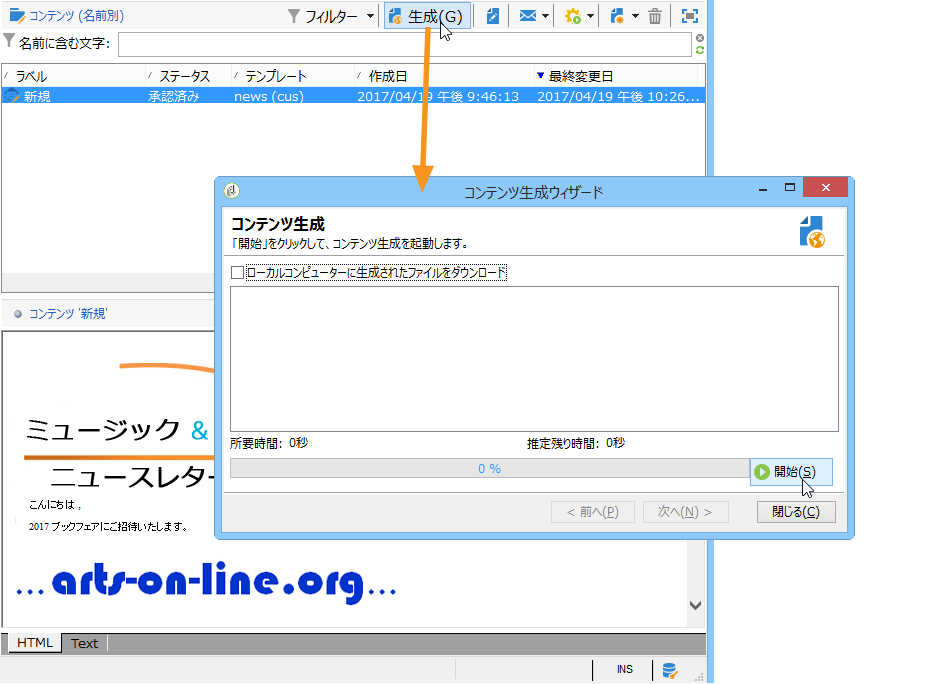 コンテンツ (名前別)
フィルター
生成(G)
名前に含む文字:
ラベル ステータス テンプレート 作成日 最終変更日
新規 承認済み news (cus) 2017/04/19 午後 9:46:13 2017/04/19 午後 10:26...
コンテンツ生成ウィザード
コンテンツ生成
「開始」をクリックして、コンテンツ生成を起動します。
ローカルコンピューターに生成されたファイルをダウンロード
所要時間: 0秒 推定残り時間: 0秒
0 %
開始(S)
< 前へ(P) 次へ(N) > 閉じる(C)
コンテンツ '新規'
ミュージック &
ニュースレター
こんにちは ,
2017 ブックフェアにご招待いたします。
...arts-on-line.org...
HTML Text
INS